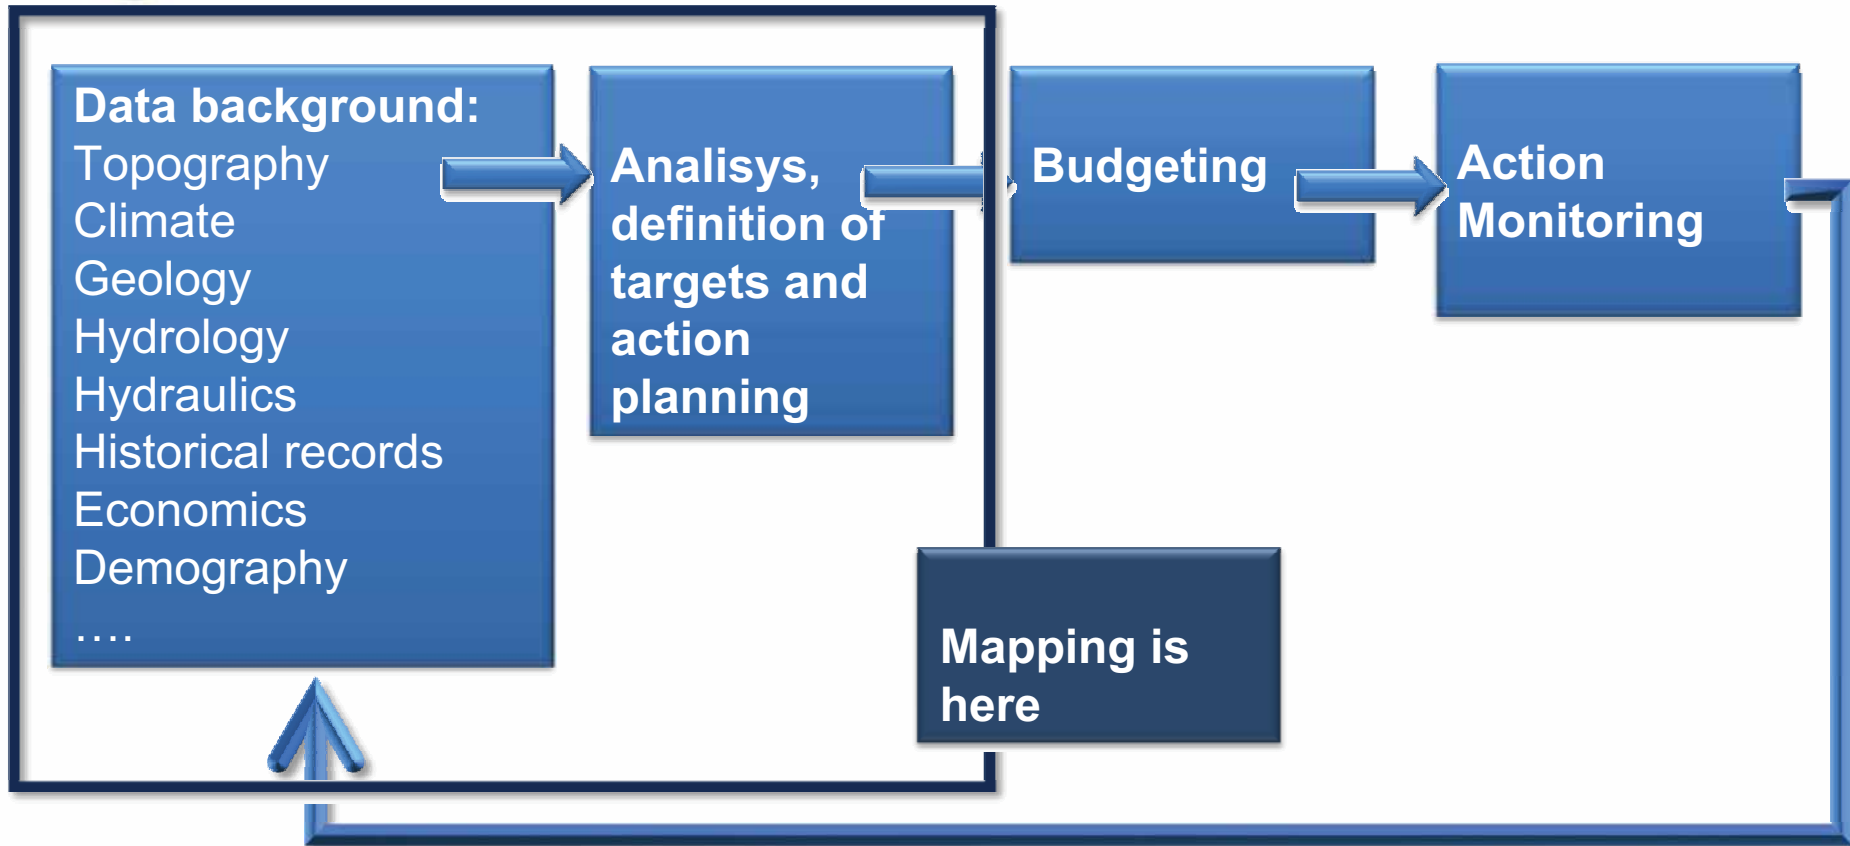 Data background:
Topography
Climate
Geology
Hydrology
Hydraulics
Historical records
Economics
Demography
….
Analisys,
definition of
targets and
action
planning
Budgeting
Action
Monitoring
Mapping is
here